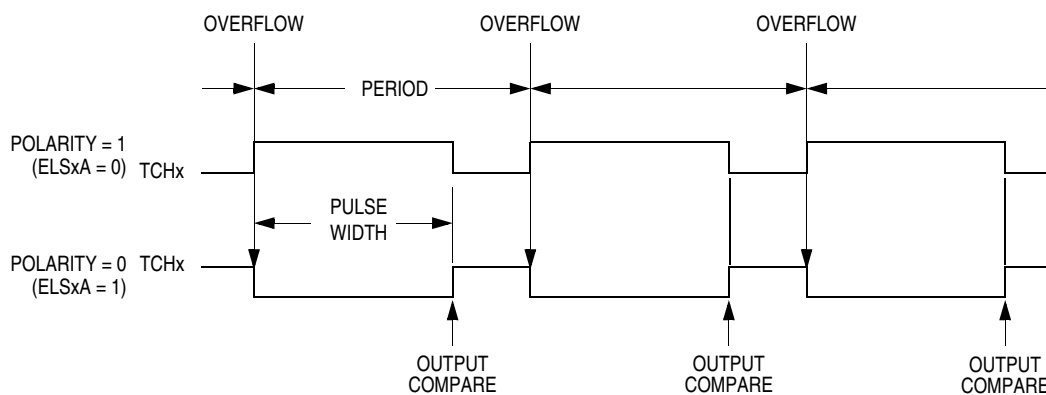 OVERFLOW
OVERFLOW
OVERFLOW
PERIOD
POLARITY = 1
(ELSxA = 0)
TCHx
PULSE
WIDTH
POLARITY = 0
TCHx
(ELSxA = 1)
OUTPUT
COMPARE
OUTPUT
COMPARE
OUTPUT
COMPARE